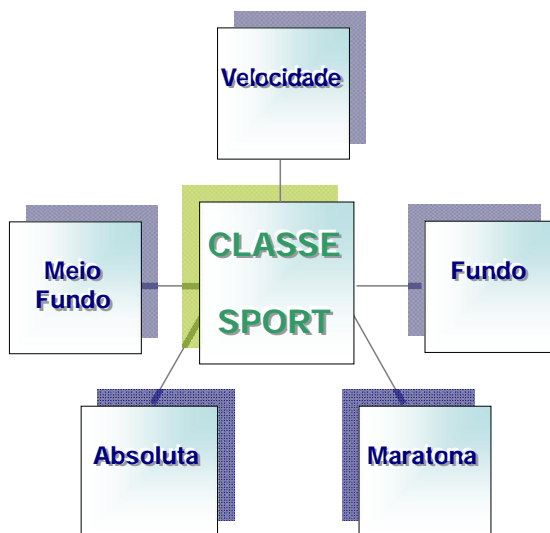 Velocidade
CLASSE
SPORT
Meio
Fundo
Fundo
Absoluta
Maratona